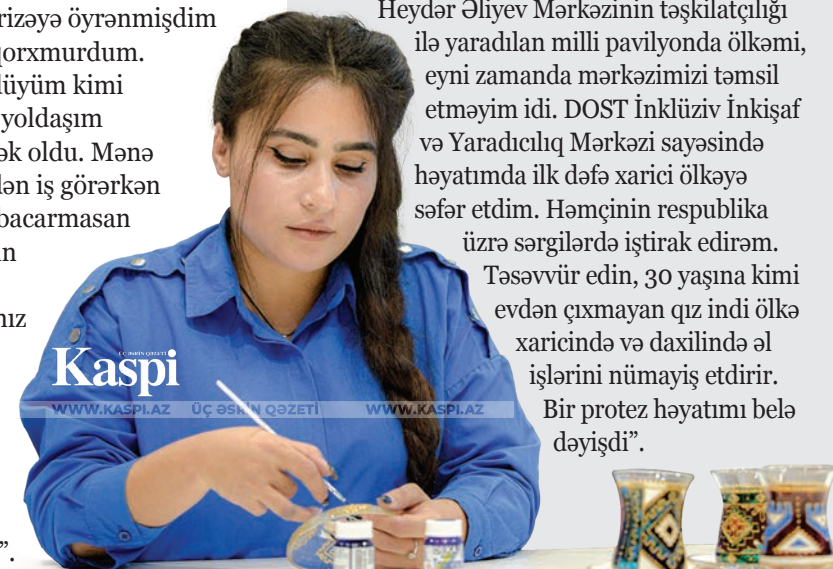 rizəyə öyrənmişdim
qorxmurdum.
lüyüm kimi
yoldaşım
ək oldu. Mənə
lən iş görərkən
bacarmasan
ın
nız
”.
Heydər Əliyev Mərkəzinin təşkilatçılığı
ilə yaradılan milli pavilyonda ölkəmi,
eyni zamanda mərkəzimizi təmsil
etməyim idi. DOST İnklüziv İnkişaf
və Yaradıcılıq Mərkəzi sayəsində
həyatımda ilk dəfə xarici ölkəyə
səfər etdim. Həmçinin respublika
üzrə sərgilərdə iştirak edirəm.
Təsəvvür edin, 30 yaşına kimi
evdən çıxmayan qız indi ölkə
xaricində və daxilində əl
işlərini nümayiş etdirir.
Bir protez həyatımı belə
dəyişdi”.
ÜÇ ƏSRİN QƏZETİ
Kaspi
WWW.KASPI.AZ ÜÇ ƏSRİN QƏZETİ WWW.KASPI.AZ